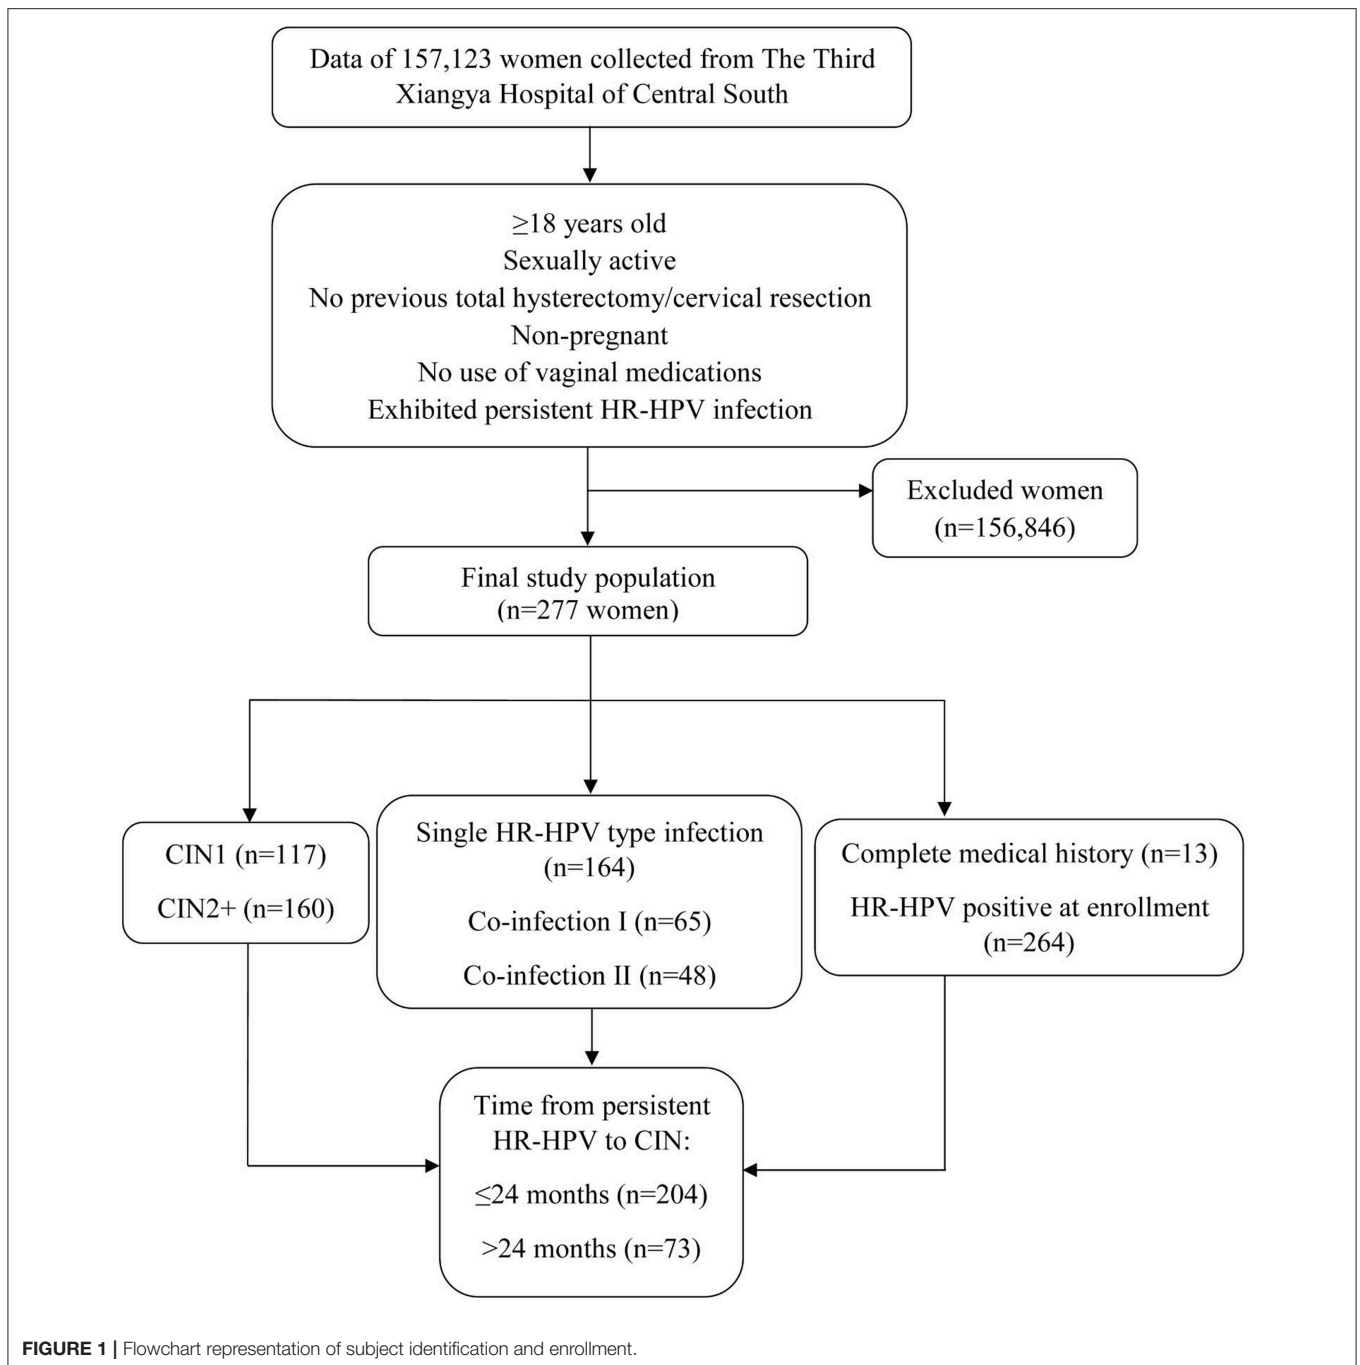 Data of 157,123 women collected from The Third
Xiangya Hospital of Central South
≥18 years old
Sexually active
No previous total hysterectomy/cervical resection
Non-pregnant
No use of vaginal medications
Exhibited persistent HR-HPV infection
Excluded women
(n=156,846)
Final study population
(n=277 women)
CIN1 (n=117)
CIN2+ (n=160)
Single HR-HPV type infection
(n=164)
Co-infection I (n=65)
Co-infection II (n=48)
Complete medical history (n=13)
HR-HPV positive at enrollment
(n=264)
Time from persistent
HR-HPV to CIN:
≤24 months (n=204)
>24 months (n=73)
FIGURE 1 | Flowchart representation of subject identification and enrollment.